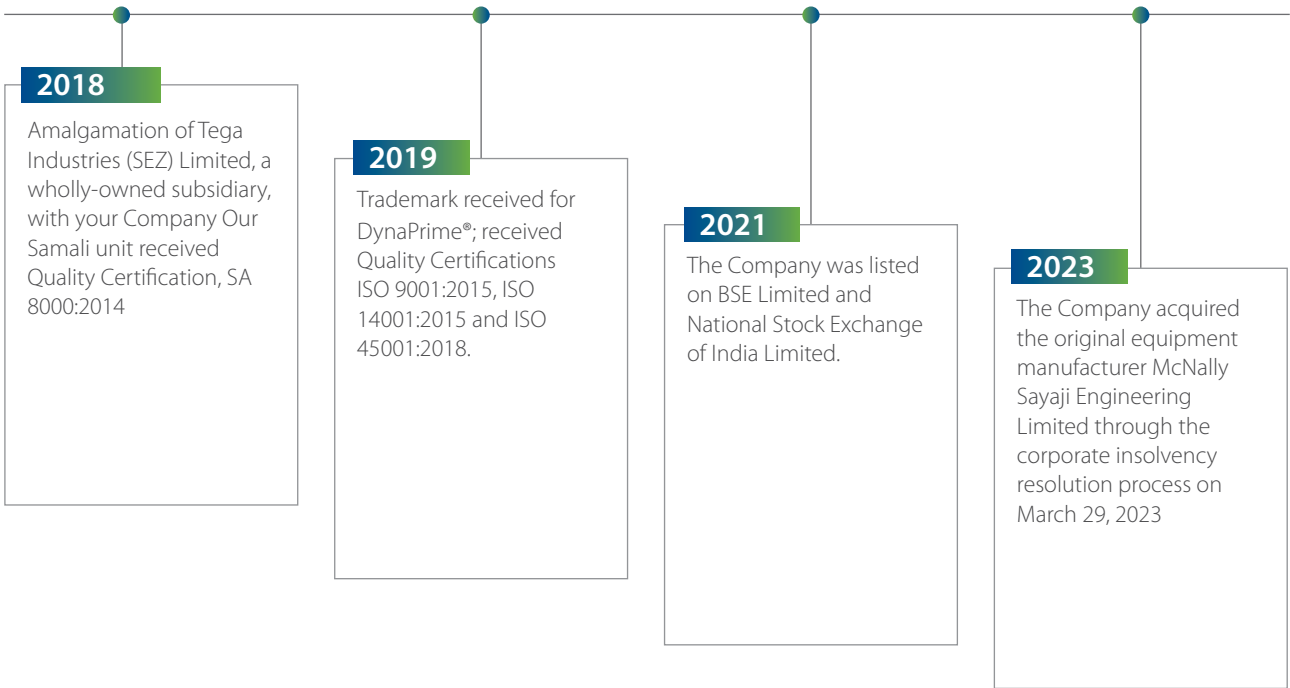 2018
Amalgamation of Tega
Industries (SEZ) Limited, a
wholly-owned subsidiary,
with your Company Our
Samali unit received
Quality Certification, SA
8000:2014
2019
Trademark received for
DynaPrime®; received
Quality Certifications
ISO 9001:2015, ISO
14001:2015 and ISO
45001:2018.
2021
The Company was listed
on BSE Limited and
National Stock Exchange
of India Limited.
2023
The Company acquired
the original equipment
manufacturer McNally
Sayaji Engineering
Limited through the
corporate insolvency
resolution process on
March 29, 2023